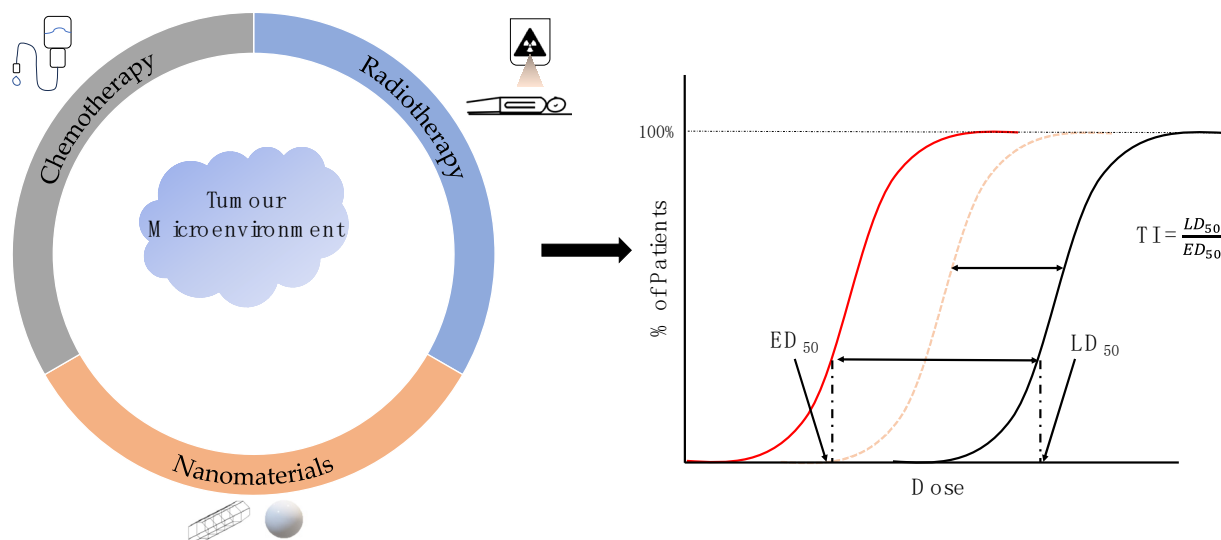 Chemotherapy
Radiotherapy
Tumour
Microenvironment
Nanomaterials
100%
% of Patients
TI = LD50 / ED50
ED50
LD50
Dose